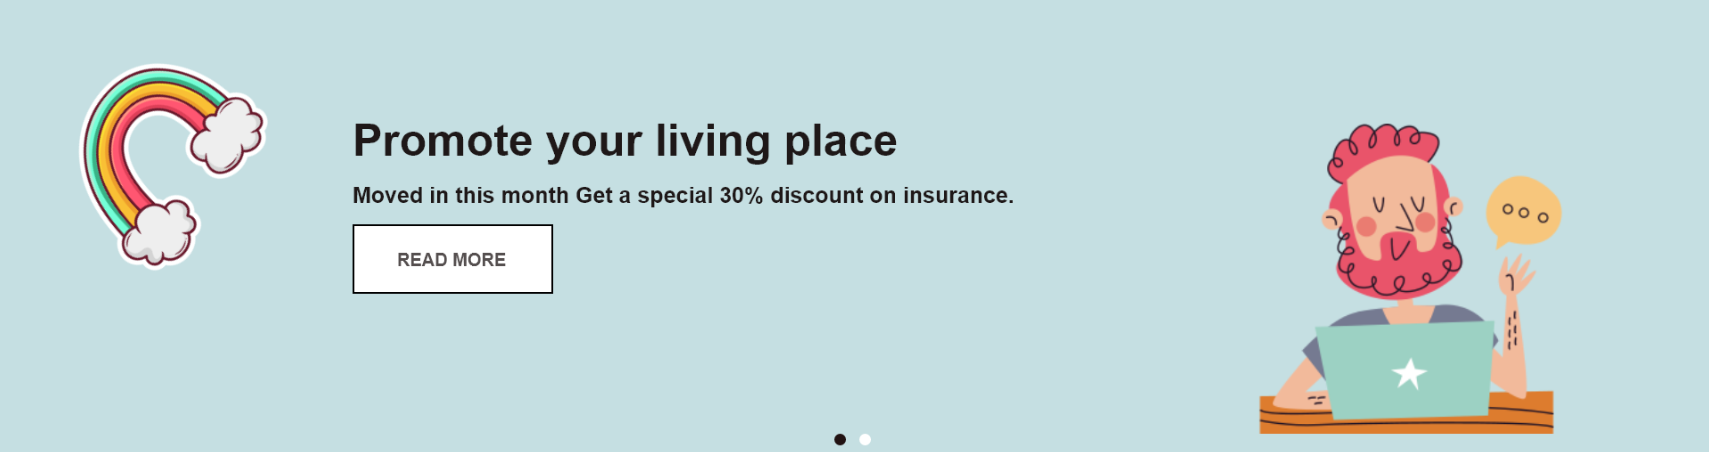 Promote your living place
Moved in this month Get a special 30% discount on insurance.
READ MORE